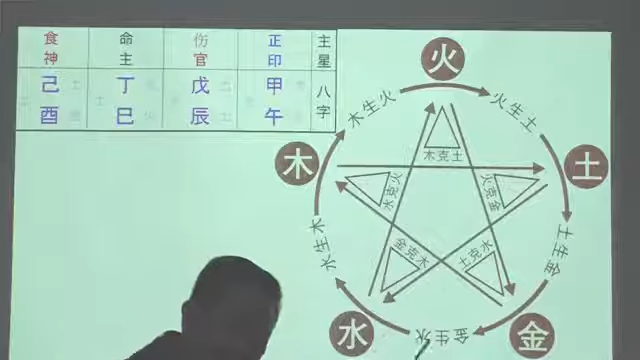 食神 命主 伤官 正印 主星
己 丁 戊 甲 八字
酉 巳 辰 午
火
木生火 火生土
木克土
木 土
水克火 火克金
水生木 土生金
金克木 土克水
水 金生水 金